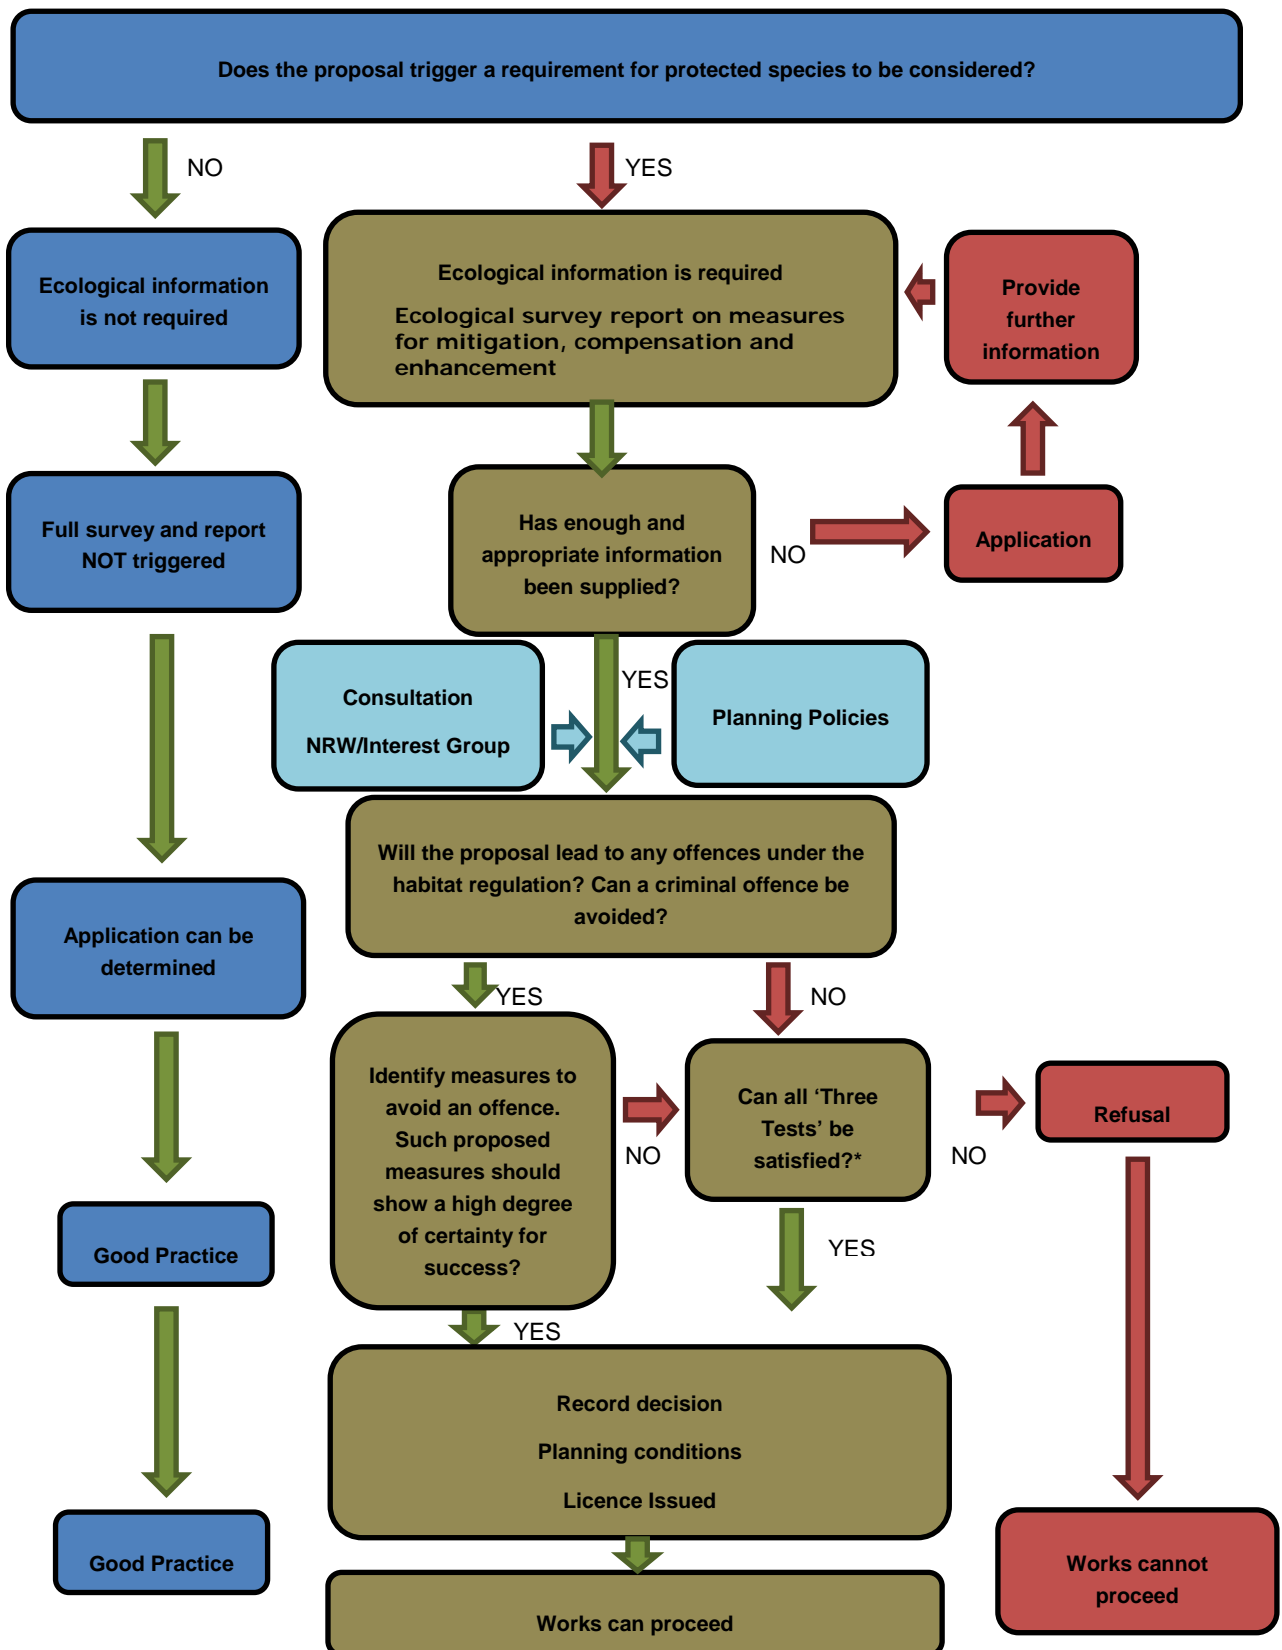 Does the proposal trigger a requirement for protected species to be considered?
NO
YES
Ecological information
is not required
Ecological information is required
Ecological survey report on measures
for mitigation, compensation and
enhancement
Provide
further
information
Full survey and report
NOT triggered
Has enough and
appropriate information
been supplied?
NO
Application
YES
Consultation
NRW/Interest Group
Planning Policies
Will the proposal lead to any offences under the
habitat regulation? Can a criminal offence be
avoided?
Application can be
determined
YES
NO
Identify measures to
avoid an offence.
Such proposed
measures should
show a high degree
of certainty for
success?
NO
Can all ‘Three
Tests’ be
satisfied?*
NO
Refusal
Good Practice
YES
YES
Record decision
Planning conditions
Licence Issued
Good Practice
Works can proceed
Works cannot
proceed